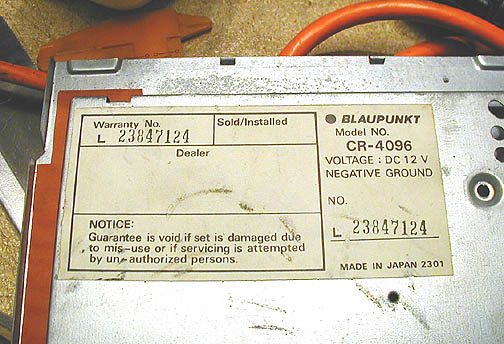 Warranty No.
L 23847124
Sold/Installed
Dealer
NOTICE:
Guarantee is void if set is damaged due
to mis-use or if servicing is attempted
by un-authorized persons.
BLAUPUNKT
Model NO.
CR-4096
VOLTAGE : DC 12 V
NEGATIVE GROUND
NO.
L 23847124
MADE IN JAPAN 2301